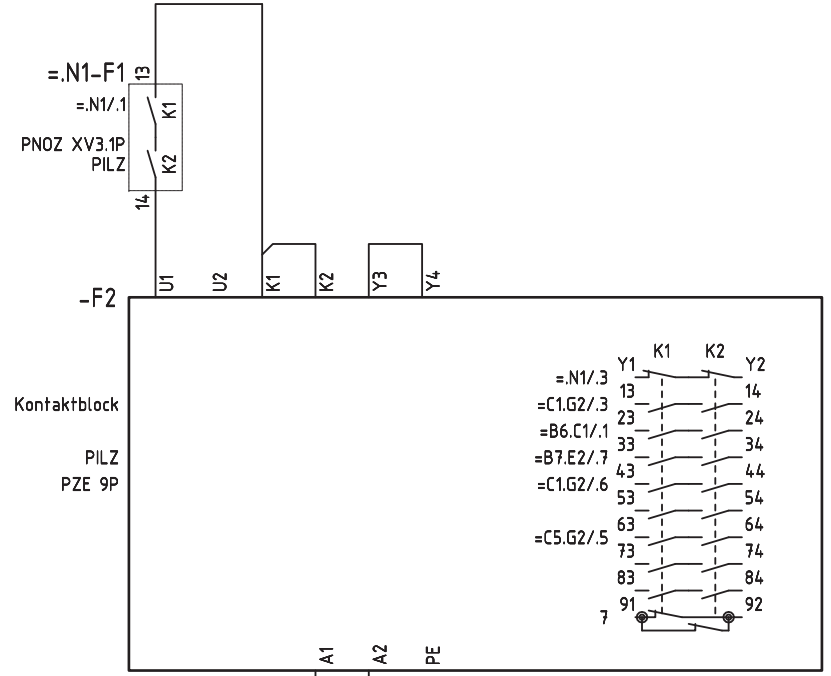 =.N1-F1 13
=.N1/.1 K1
PNOZ XV3.1P
PILZ K2
14
U1 U2 K1 K2 Y3 Y4
-F2
K1 K2
Y1 Y2
=.N1/.3
13 14
=C1.G2/.3
23 24
=B6.C1/.1
33 34
=B7.E2/.7
43 44
=C1.G2/.6
53 54
63 64
=C5.G2/.5
73 74
83 84
91 92
7
Kontaktblock
PILZ
PZE 9P
A1 A2 PE